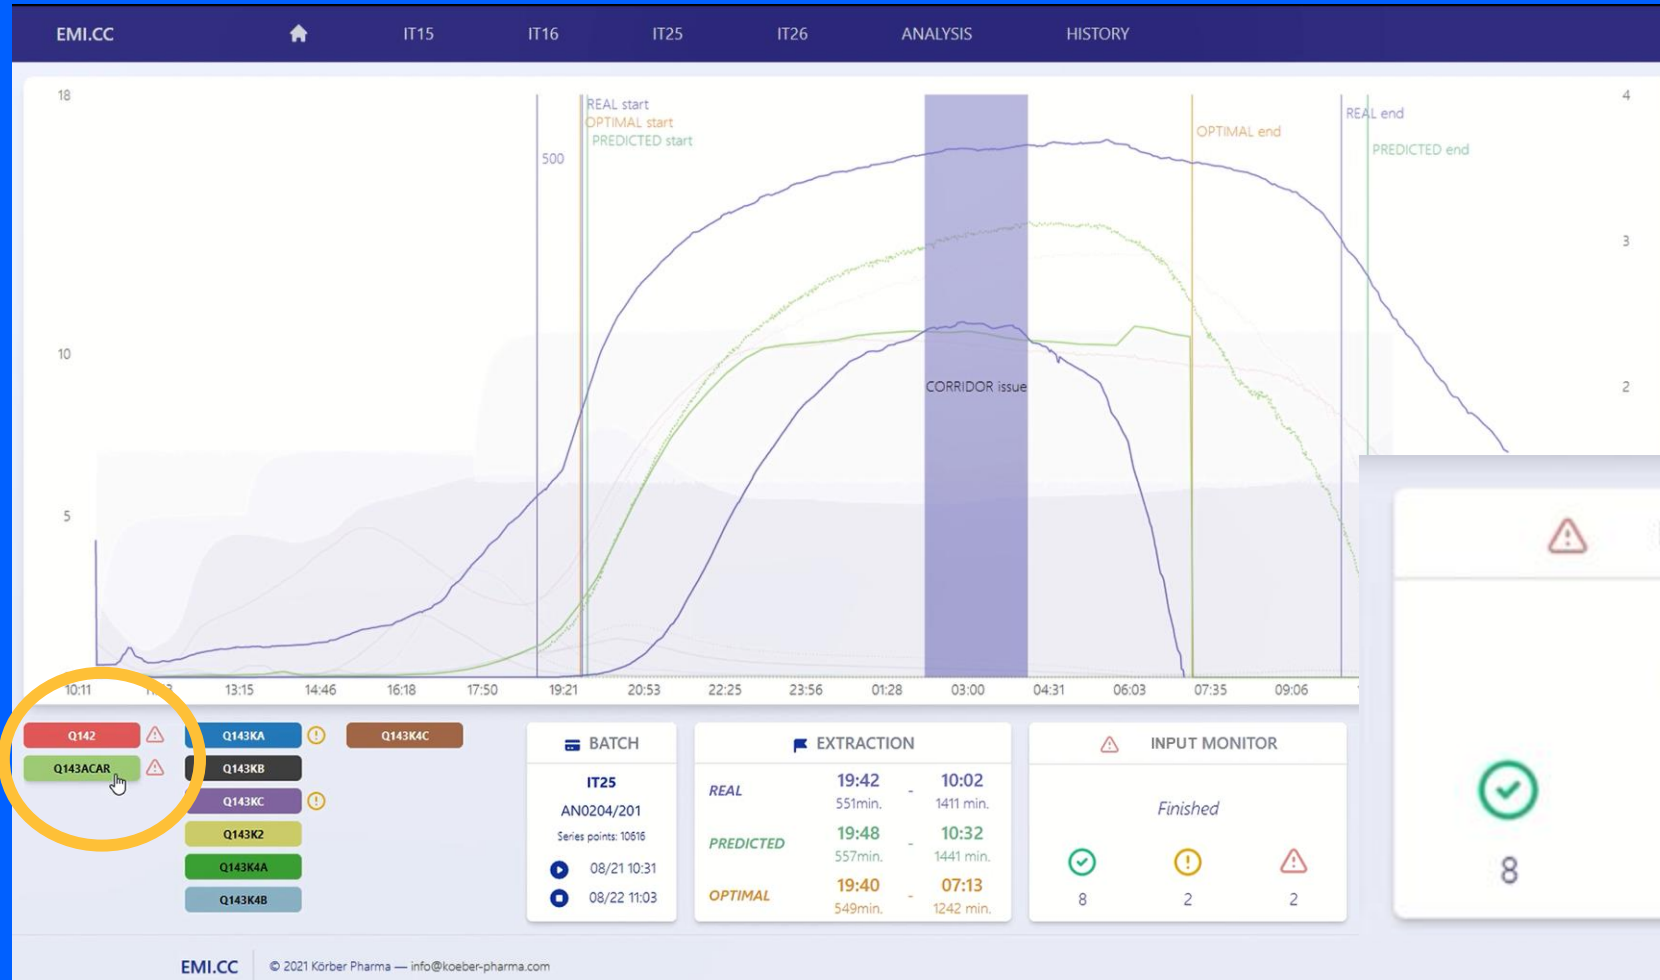 EMI.CC IT15 IT16 IT25 IT26 ANALYSIS HISTORY
18
10
5
4
3
2
REAL start
OPTIMAL start
PREDICTED start
500
OPTIMAL end
REAL end
PREDICTED end
CORRIDOR issue
10:11 13:15 14:46 16:18 17:50 19:21 20:53 22:25 23:56 01:28 03:00 04:31 06:03 07:35 09:06
Q142 Q143KA Q143K4C
Q143ACAR Q143KB
Q143KC
Q143K2
Q143K4A
Q143K4B
BATCH
IT25
AN0204/201
Series points: 10616
08/21 10:31
08/22 11:03
EXTRACTION
REAL 19:42 - 10:02
551min. 1411 min.
PREDICTED 19:48 - 10:32
557min. 1441 min.
OPTIMAL 19:40 - 07:13
549min. 1242 min.
INPUT MONITOR
Finished
8 2 2
8
EMI.CC © 2021 Körber Pharma — info@koeber-pharma.com